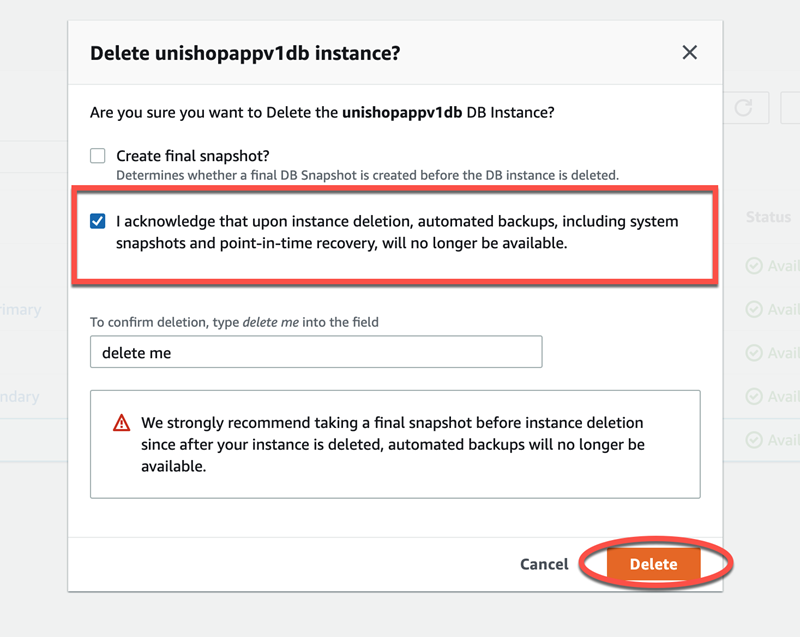 Delete unishopappv1db instance?
Are you sure you want to Delete the unishopappv1db DB Instance?
Create final snapshot?
Determines whether a final DB Snapshot is created before the DB instance is deleted.
I acknowledge that upon instance deletion, automated backups, including system
snapshots and point-in-time recovery, will no longer be available.
To confirm deletion, type delete me into the field
delete me
We strongly recommend taking a final snapshot before instance deletion
since after your instance is deleted, automated backups will no longer be
available.
Cancel
Delete
Status
Avail
rimary
Avail
Avail
ndary
Avail
Avail